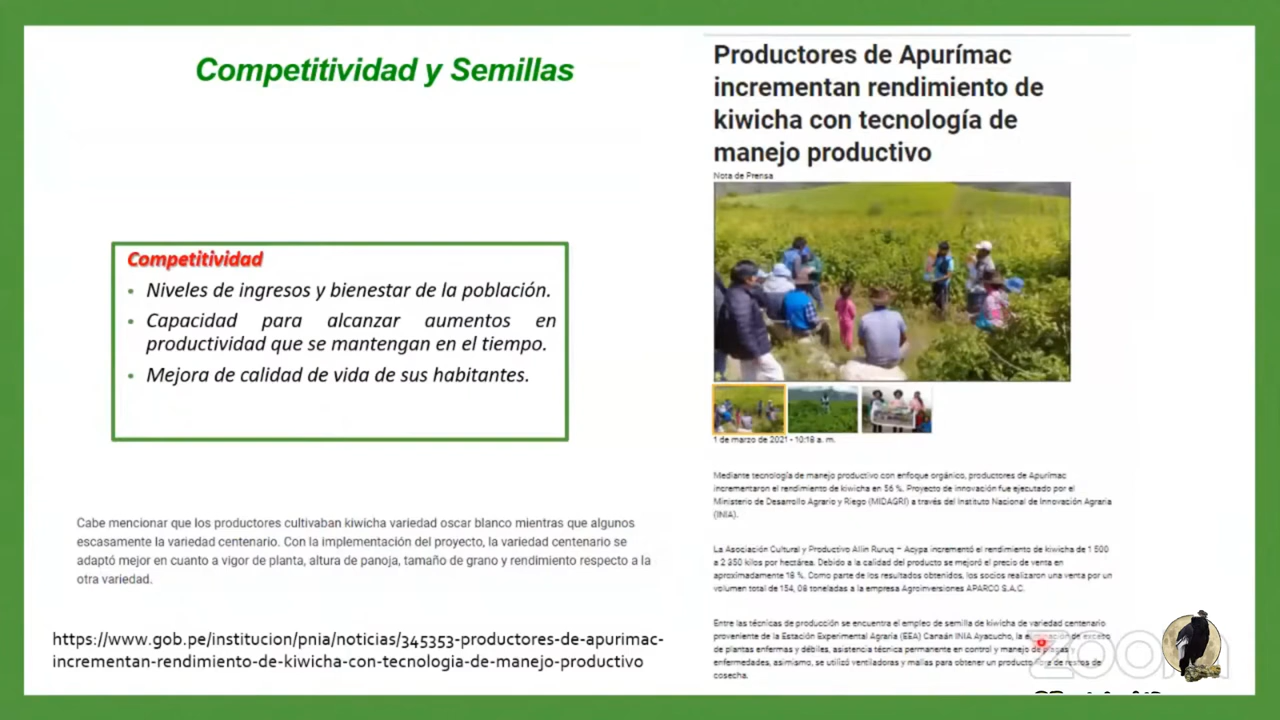 Competitividad y Semillas
Competitividad
• Niveles de ingresos y bienestar de la población.
• Capacidad para alcanzar aumentos en
productividad que se mantengan en el tiempo.
• Mejora de calidad de vida de sus habitantes.
Cabe mencionar que los productores cultivaban kiwicha variedad oscar blanco mientras que algunos
escasamente la variedad centenario. Con la implementación del proyecto, la variedad centenario se
adaptó mejor en cuanto a vigor de planta, altura de panoja, tamaño de grano y rendimiento respecto a la
otra variedad.
https://www.gob.pe/institucion/pnia/noticias/345353-productores-de-apurimac-
incrementan-rendimiento-de-kiwicha-con-tecnologia-de-manejo-productivo
Productores de Apurímac
incrementan rendimiento de
kiwicha con tecnología de
manejo productivo
Nota de Prensa
1 de marzo de 2021 - 10:18 a. m.
Mediante tecnología de manejo productivo con enfoque orgánico, productores de Apurímac
incrementaron el rendimiento de kiwicha en 56 %. Proyecto de innovación fue ejecutado por el
Ministerio de Desarrollo Agrario y Riego (MIDAGRI) a través del Instituto Nacional de Innovación Agraria
(INIA).
La Asociación Cultural y Productivo Allin Ruruq – Acypa incrementó el rendimiento de kiwicha de 1 500
a 2 350 kilos por hectárea. Debido a la calidad del producto se mejoró el precio de venta en
aproximadamente 18 %. Como parte de los resultados obtenidos, los socios realizaron una venta por un
volumen total de 154, 08 toneladas a la empresa Agroinversiones APARCO S.A.C.
Entre las técnicas de producción se encuentra el empleo de semilla de kiwicha de variedad centenario
proveniente de la Estación Experimental Agraria (EEA) Canaán INIA Ayacucho, la de exceso
de plantas enfermas y débiles, asistencia técnica permanente en control y manejo de plagas y
enfermedades, asimismo, se utilizó ventiladoras y mallas para obtener un producto de restos de
cosecha.
zoom